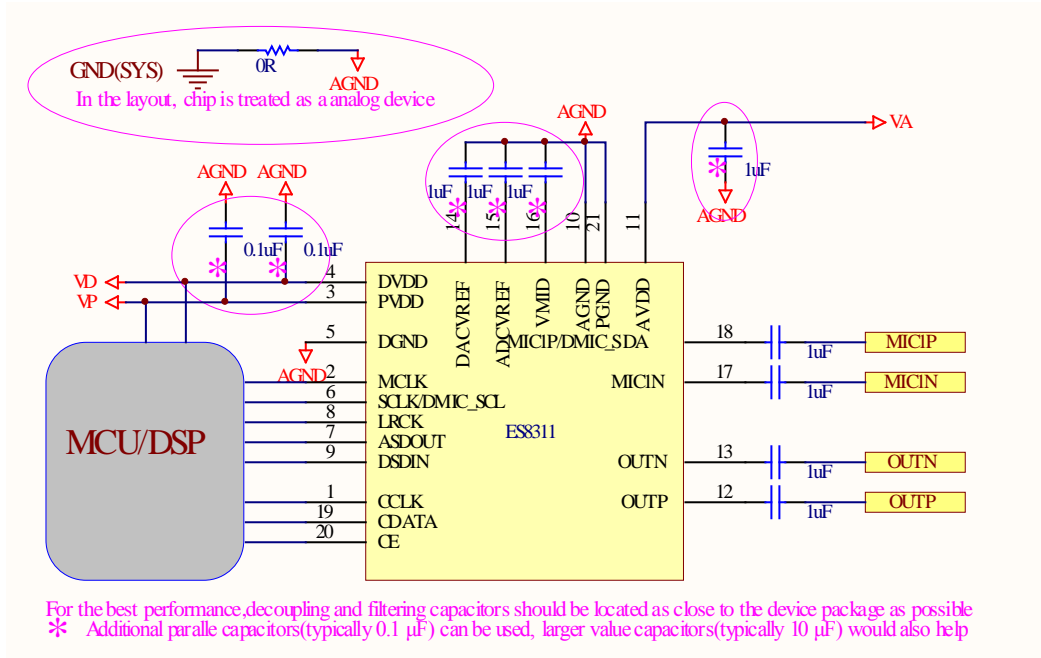 GND(SYS)
0R
AGND
In the layout, chip is treated as a analog device
AGND
VA
1uF
AGND
1uF 1uF 1uF
14 15 16 10 21 11
AGND AGND
0.1uF 0.1uF
VD
VP
4 DVDD
3 PVDD
5 DGND
AGND
2 MCLK
6 SCLK/DMIC_SCL
8 LRCK
7 ASDOUT
9 DSDIN
1 CCLK
19 CDATA
20 CE
MCU/DSP
DACVREF
ADCVREF
VMID
AGND
PGND
AVDD
ES8311
MIC1P/DMIC_SDA 18 1uF MIC1P
MIC1N 17 1uF MIC1N
OUTN 13 1uF OUTN
OUTP 12 1uF OUTP
For the best performance,decoupling and filtering capacitors should be located as close to the device package as possible
* Additional paralle capacitors(typically 0.1 µF) can be used, larger value capacitors(typically 10 µF) would also help